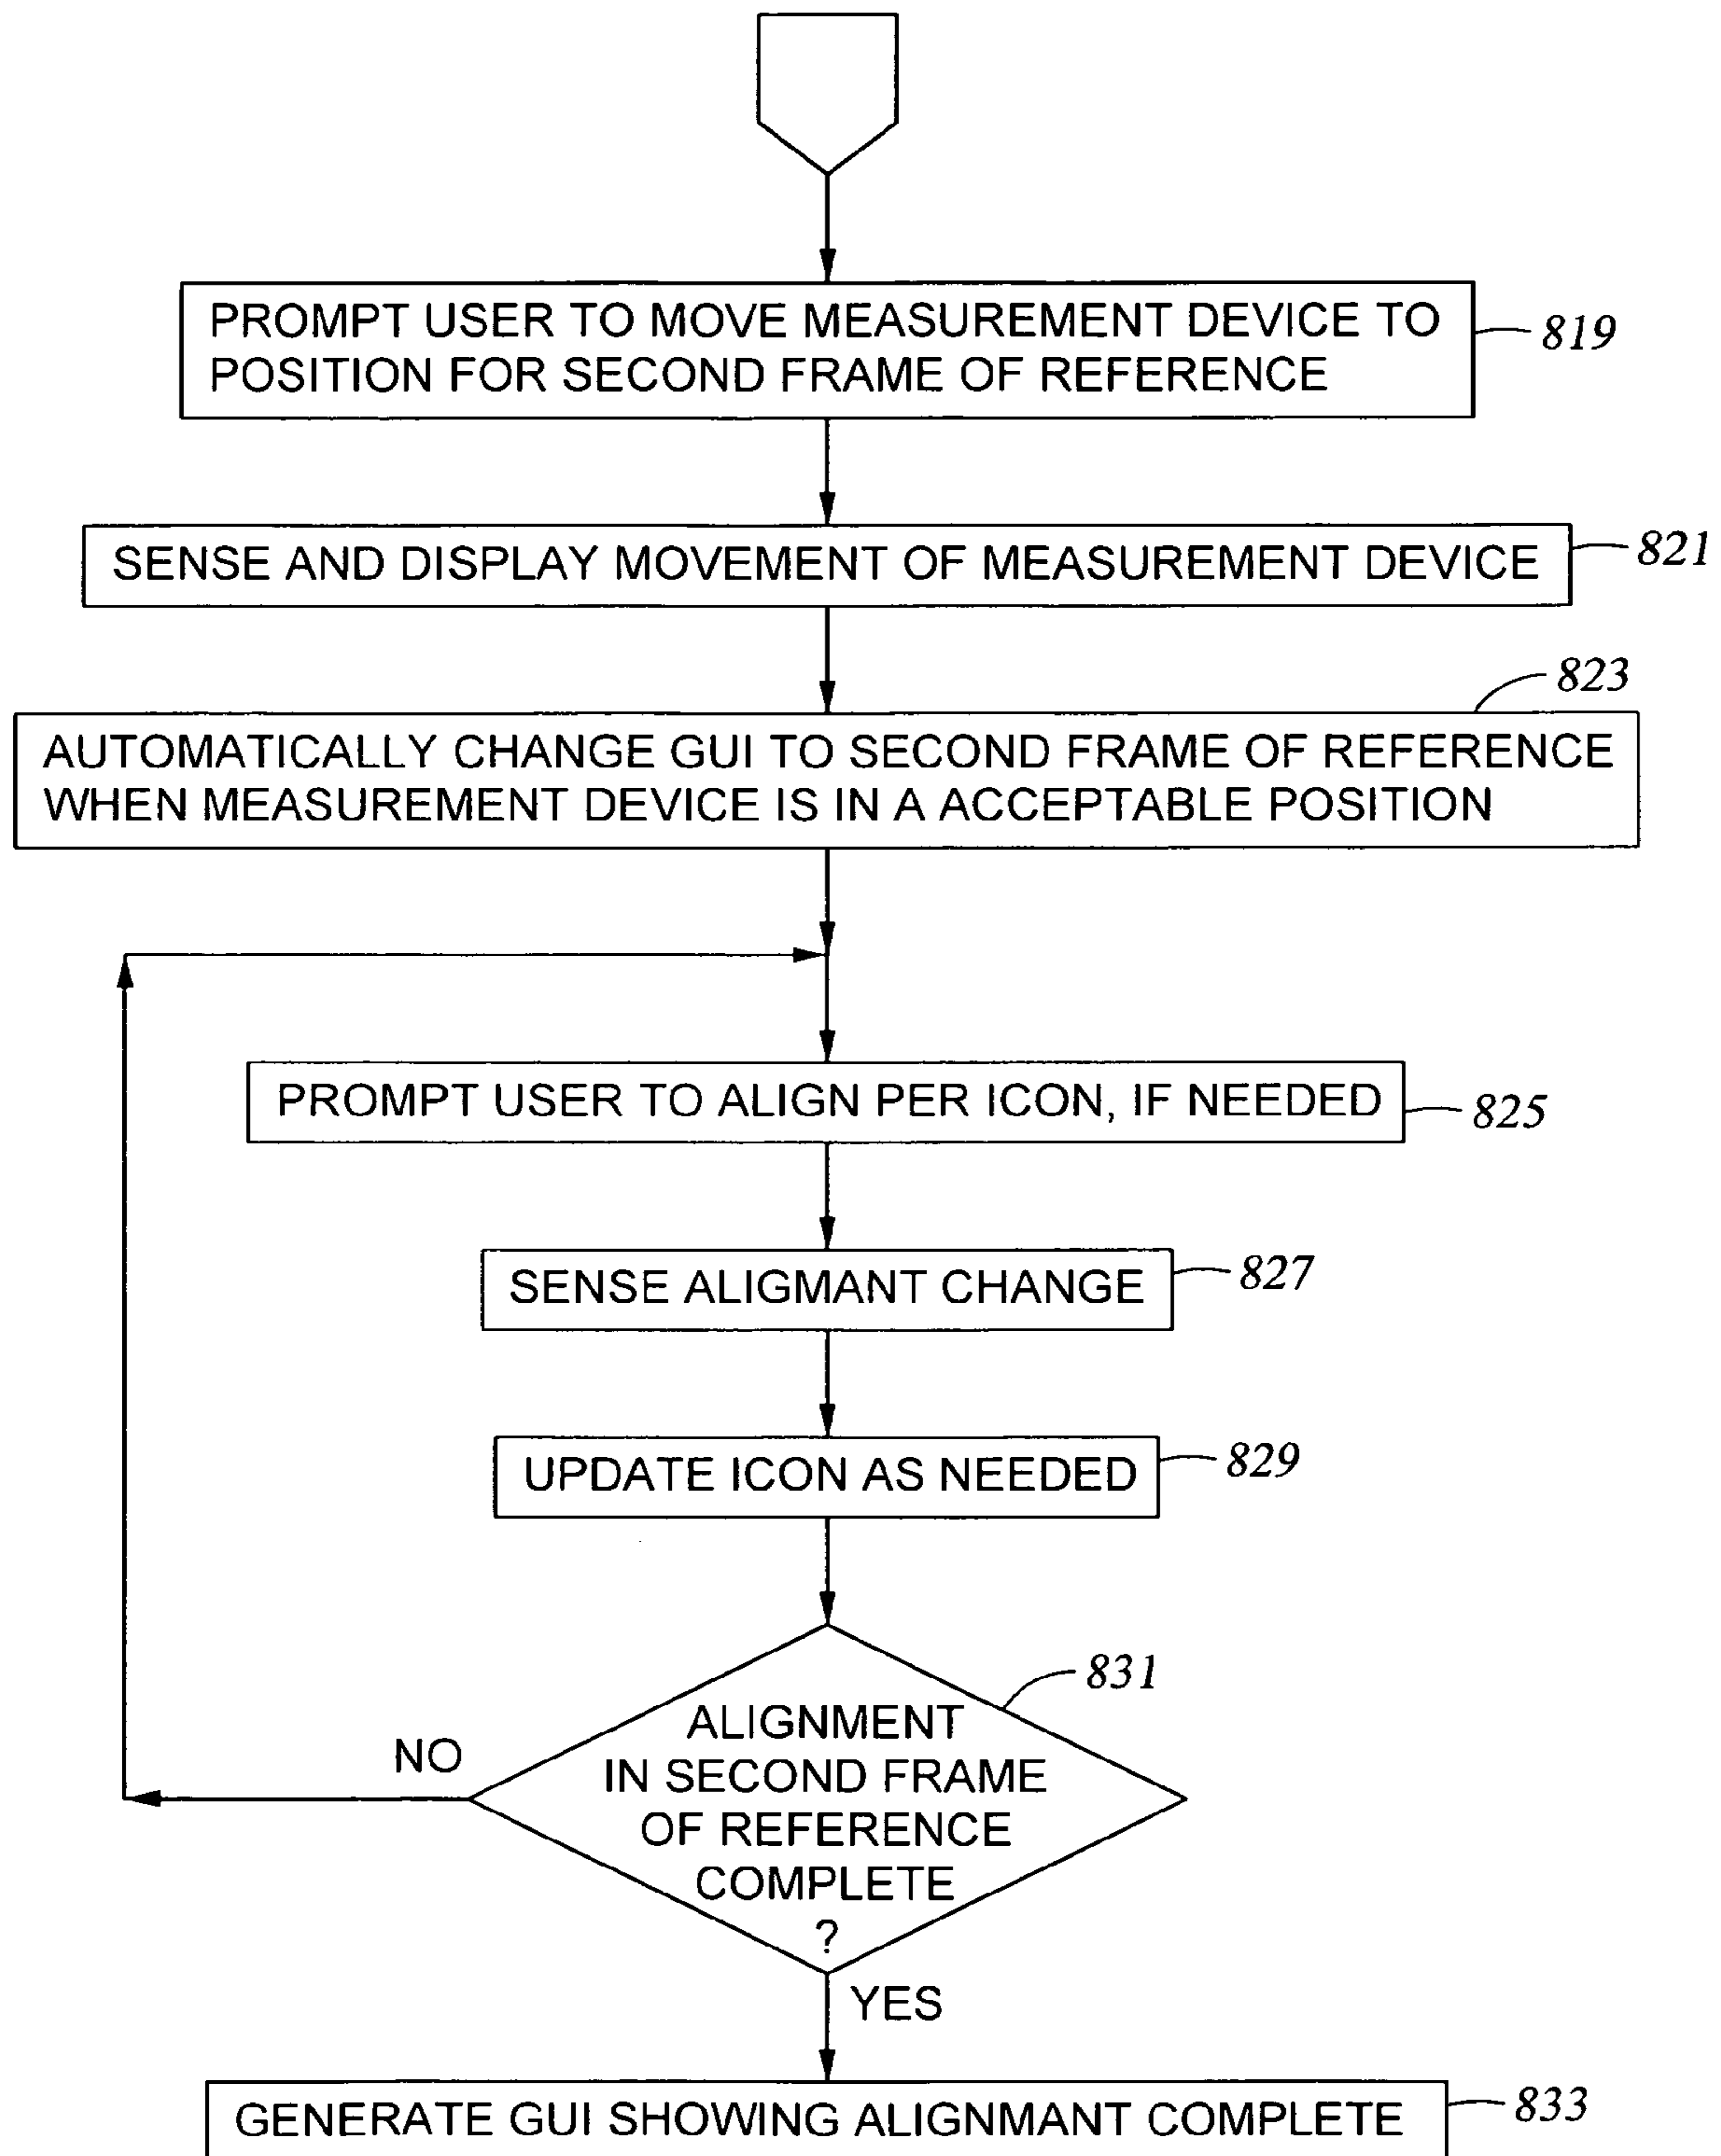 PROMPT USER TO MOVE MEASUREMENT DEVICE TO
POSITION FOR SECOND FRAME OF REFERENCE
819
SENSE AND DISPLAY MOVEMENT OF MEASUREMENT DEVICE
821
823
AUTOMATICALLY CHANGE GUI TO SECOND FRAME OF REFERENCE
WHEN MEASUREMENT DEVICE IS IN A ACCEPTABLE POSITION
PROMPT USER TO ALIGN PER ICON, IF NEEDED
825
SENSE ALIGMANT CHANGE
827
UPDATE ICON AS NEEDED
829
831
ALIGNMENT
IN SECOND FRAME
OF REFERENCE
COMPLETE
?
NO
YES
GENERATE GUI SHOWING ALIGNMANT COMPLETE
833